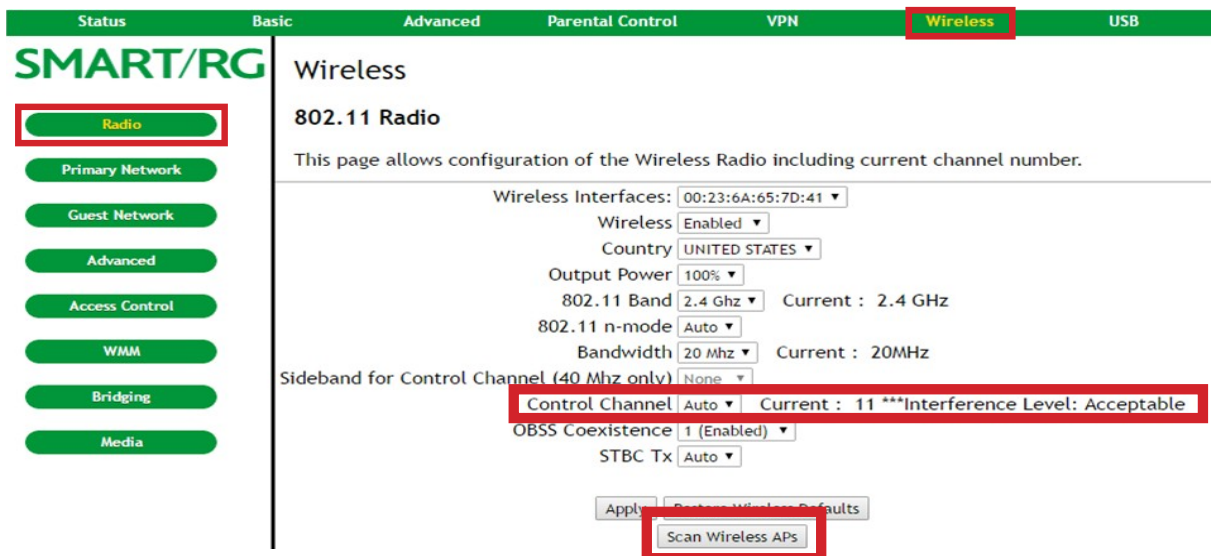 Status Basic Advanced Parental Control VPN Wireless USB
SMART/RG
Radio
Primary Network
Guest Network
Advanced
Access Control
WMM
Bridging
Media
Wireless
802.11 Radio
This page allows configuration of the Wireless Radio including current channel number.
Wireless Interfaces: 00:23:6A:65:7D:41
Wireless Enabled
Country UNITED STATES
Output Power 100%
802.11 Band 2.4 Ghz Current : 2.4 GHz
802.11 n-mode Auto
Bandwidth 20 Mhz Current : 20MHz
Sideband for Control Channel (40 Mhz only) None
Control Channel Auto Current : 11 ***Interference Level: Acceptable
OBSS Coexistence 1 (Enabled)
STBC Tx Auto
Apply Restore Wireless Defaults
Scan Wireless APs